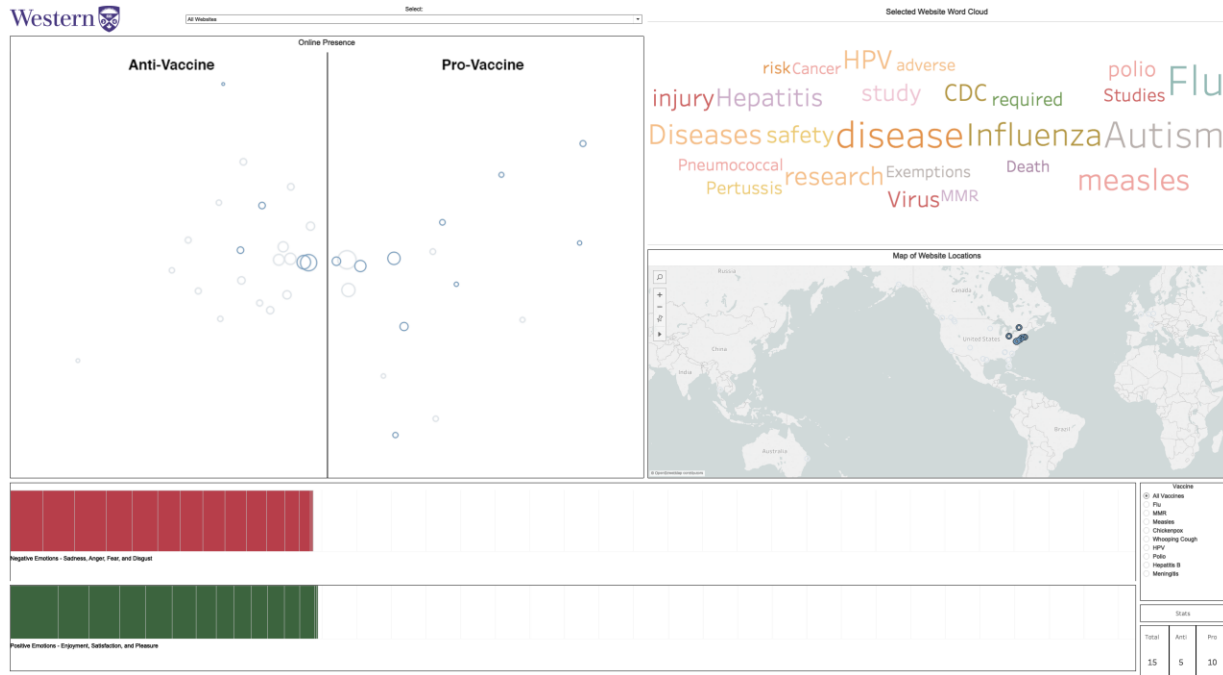 Western
Select:
All Websites
Online Presence
Anti-Vaccine
Pro-Vaccine
Selected Website Word Cloud
risk Cancer HPV adverse
polio Flu
injury Hepatitis study CDC required Studies
Diseases safety disease Influenza Autism
Pneumococcal research Exemptions Death measles
Pertussis Virus MMR
Map of Website Locations
Russia
Canada
United States
China
India
Brazil
Australia
© OpenStreetMap contributors
Negative Emotions - Sadness, Anger, Fear, and Disgust
Positive Emotions - Enjoyment, Satisfaction, and Pleasure
Vaccine
All Vaccines
Flu
MMR
Measles
Chickenpox
Whooping Cough
HPV
Polio
Hepatitis B
Meningitis
Stats
Total Anti Pro
15 5 10